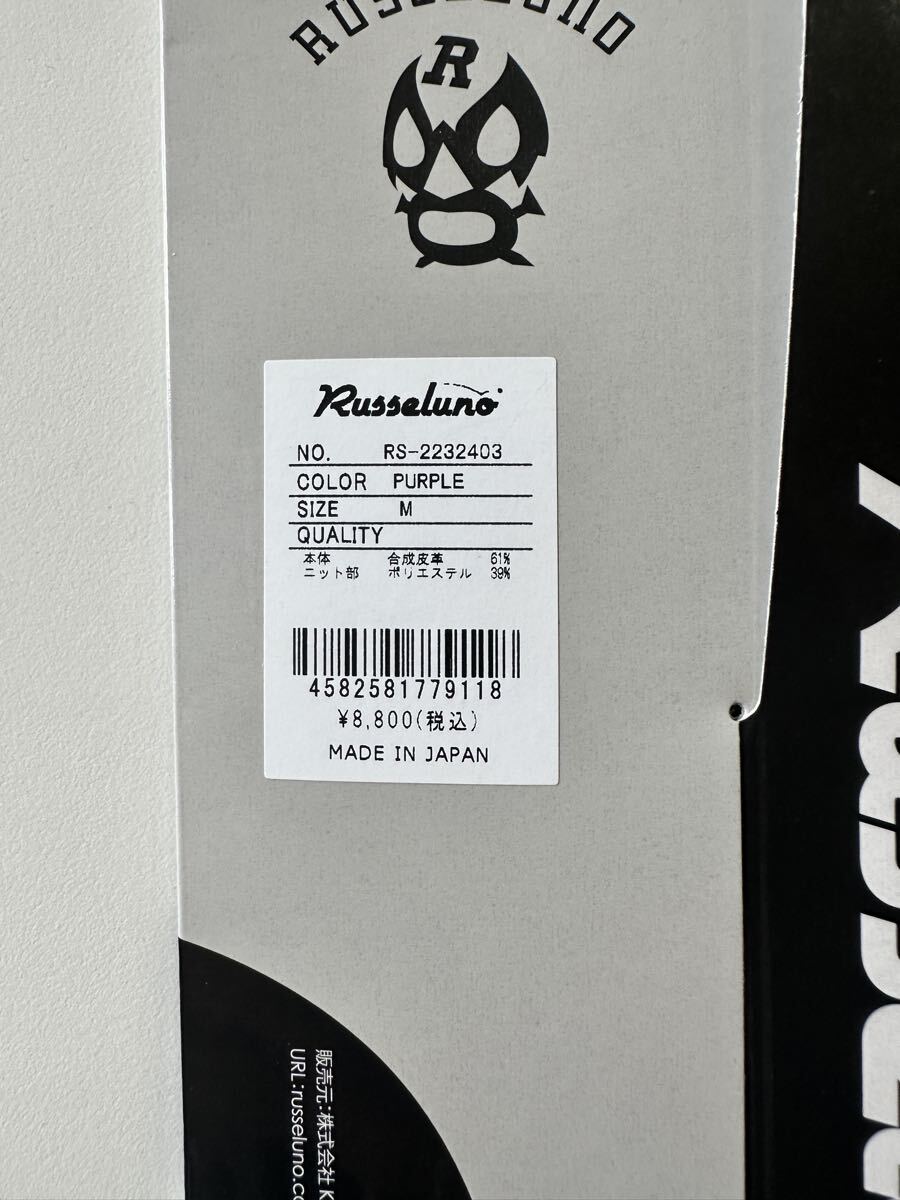 RUSSELUNO
R
Russeluno
NO. RS-2232403
COLOR PURPLE
SIZE M
QUALITY
本体 合成皮革 61%
ニット部 ポリエステル 39%
4582581779118
¥8,800(税込)
MADE IN JAPAN
販売元:株式会社 K
URL:russeluno.co